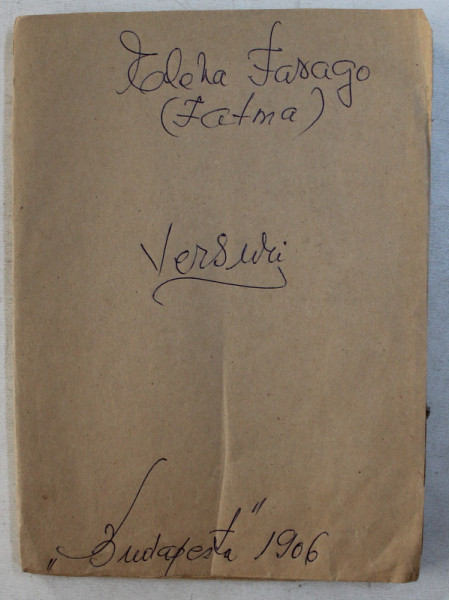 Elena Farago
(Fatma)
Versuri
„Budapesta" 1906